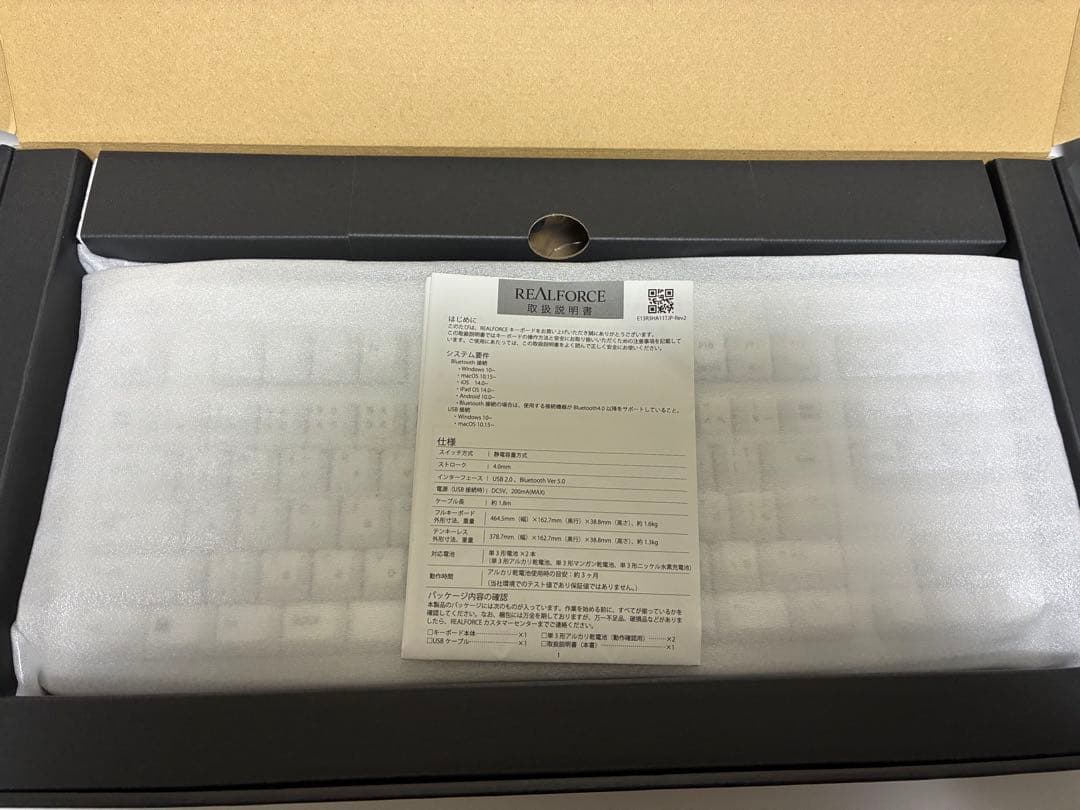 REALFORCE
取扱説明書
E13R3HA11TJP-Rev2
はじめに
このたびは、REALFORCE キーボードをお買い上げいただき誠にありがとうございます。
この取扱説明書ではキーボードの操作方法と安全にお取り扱いいただくための注意事項を記載して
います。ご使用にあたっては、この取扱説明書をよく読んで正しく安全にお使いください。
システム要件
Bluetooth 接続
・Windows 10~
・macOS 10.15~
・iOS 14.0~
・iPad OS 14.0~
・Android 10.0~
・Bluetooth 接続の場合は、使用する接続機器が Bluetooth4.0 以降をサポートしていること。
USB 接続
・Windows 10~
・macOS 10.15~
仕様
スイッチ方式 静電容量方式
ストローク 4.0mm
インターフェース USB 2.0 、Bluetooth Ver 5.0
電源（USB 接続時） DC5V、200mA(MAX)
ケーブル長 約 1.8m
フルキーボード
外形寸法、重量 464.5mm（幅）×162.7mm（奥行）×38.8mm（高さ）、約 1.6kg
テンキーレス
外形寸法、重量 378.7mm（幅）×162.7mm（奥行）×38.8mm（高さ）、約 1.3kg
対応電池 単 3 形電池 ×2 本
（単 3 形アルカリ乾電池、単 3 形マンガン乾電池、単 3 形ニッケル水素充電池）
動作時間 アルカリ乾電池使用時の目安：約 3 ヶ月
（当社環境でのテスト値であり保証値ではありません。）
パッケージ内容の確認
本製品のパッケージには次のものが入っています。作業を始める前に、すべてが揃っているかを
確認してください。なお、梱包には万全を期しておりますが、万一不足品、破損品などがありま
したら、REALFORCE カスタマーセンターまでご連絡ください。
□キーボード本体 ×1 □単 3 形アルカリ乾電池（動作確認用） ×2
□USB ケーブル ×1 □取扱説明書（本書） ×1
1